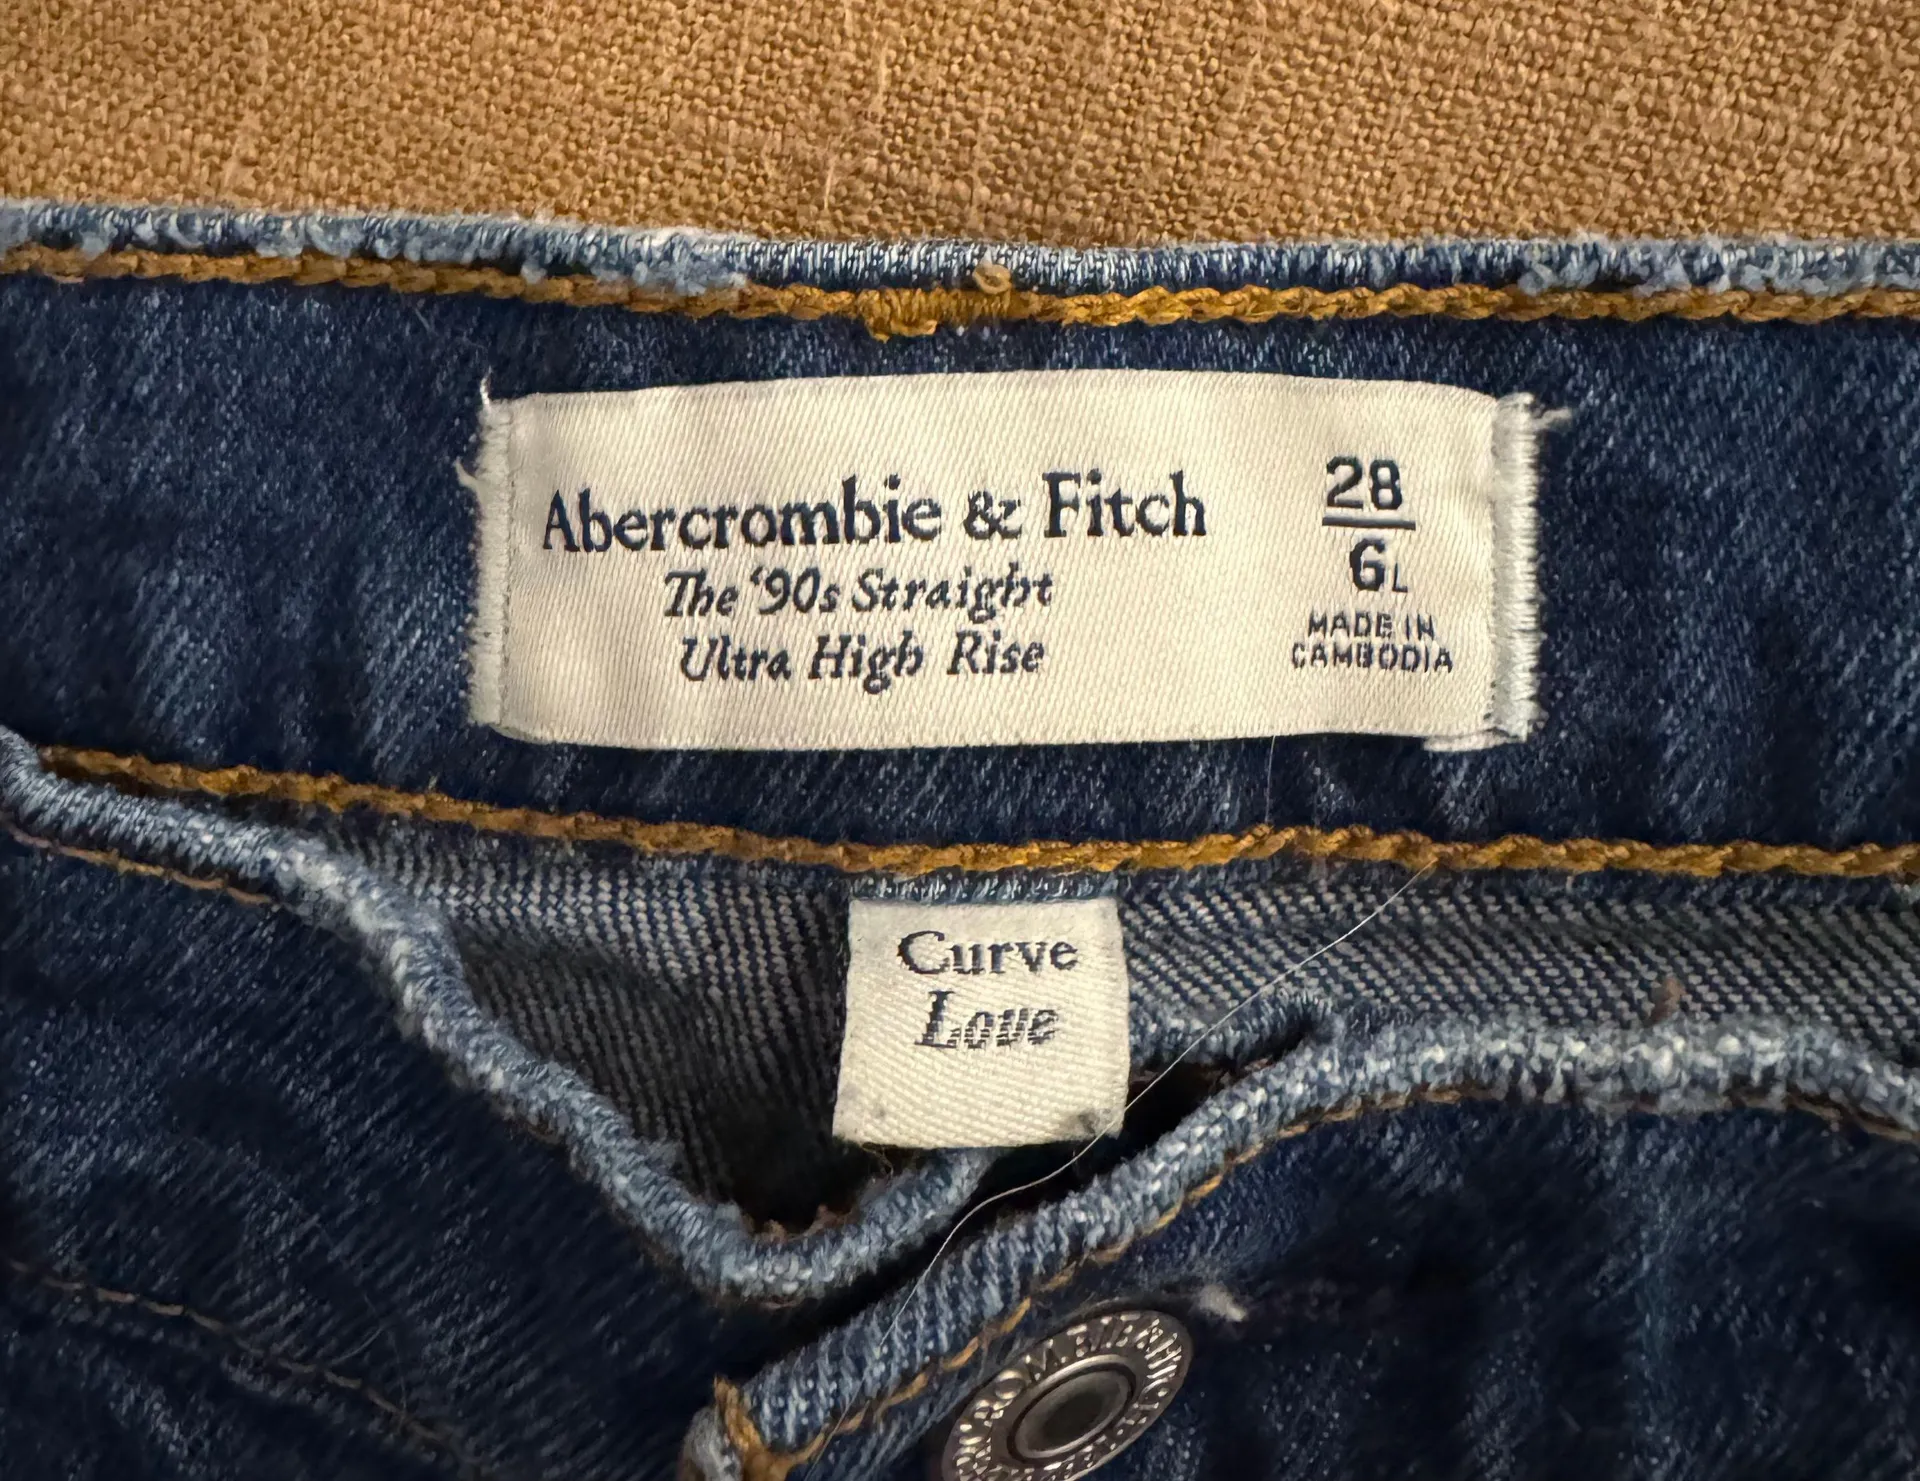 Abercrombie & Fitch
The ‘90s Straight
Ultra High Rise
28
6L
MADE IN
CAMBODIA
Curve
Love